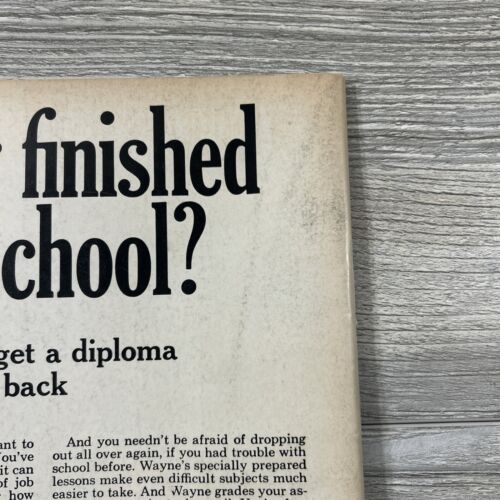 finished
chool?
get a diploma
back
ant to
You've
it can
of job
how
And you needn't be afraid of dropping
out all over again, if you had trouble with
school before. Wayne's specially prepared
lessons make even difficult subjects much
easier to take. And Wayne grades your as-